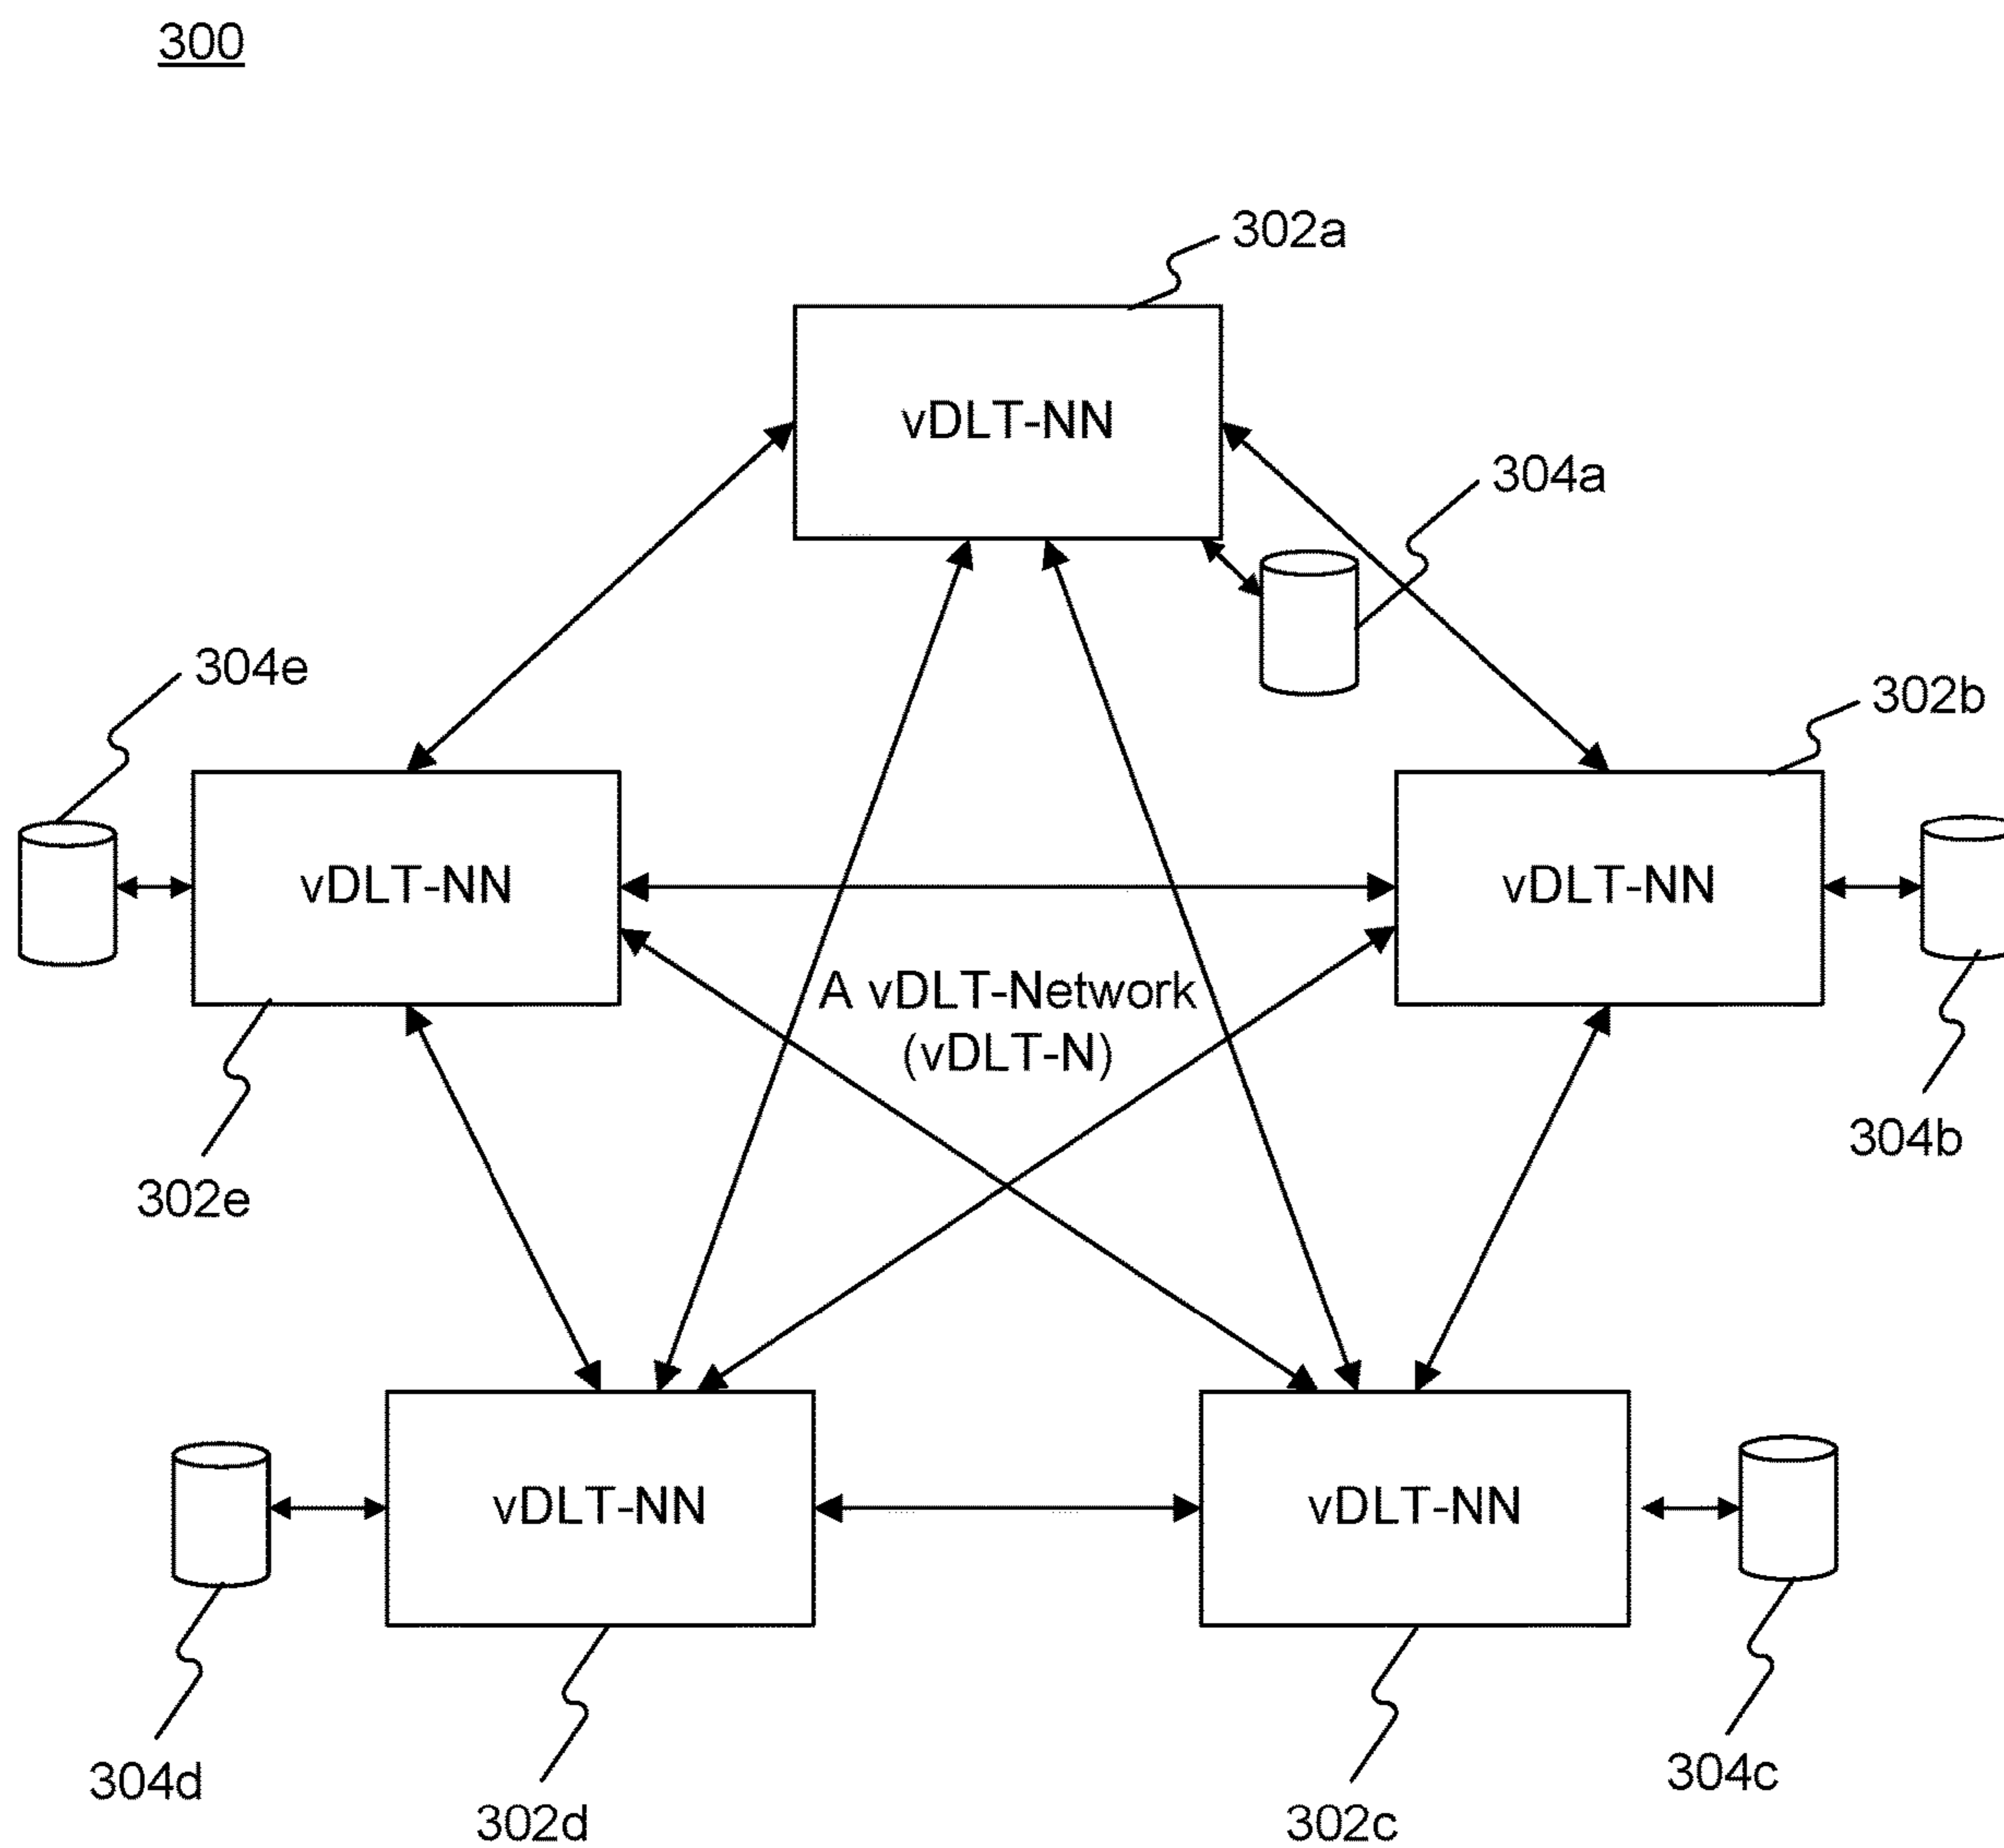 300
302a
vDLT-NN
304a
304e
302b
vDLT-NN
vDLT-NN
A vDLT-Network
(vDLT-N)
304b
302e
vDLT-NN
vDLT-NN
304d
304c
302d
302c